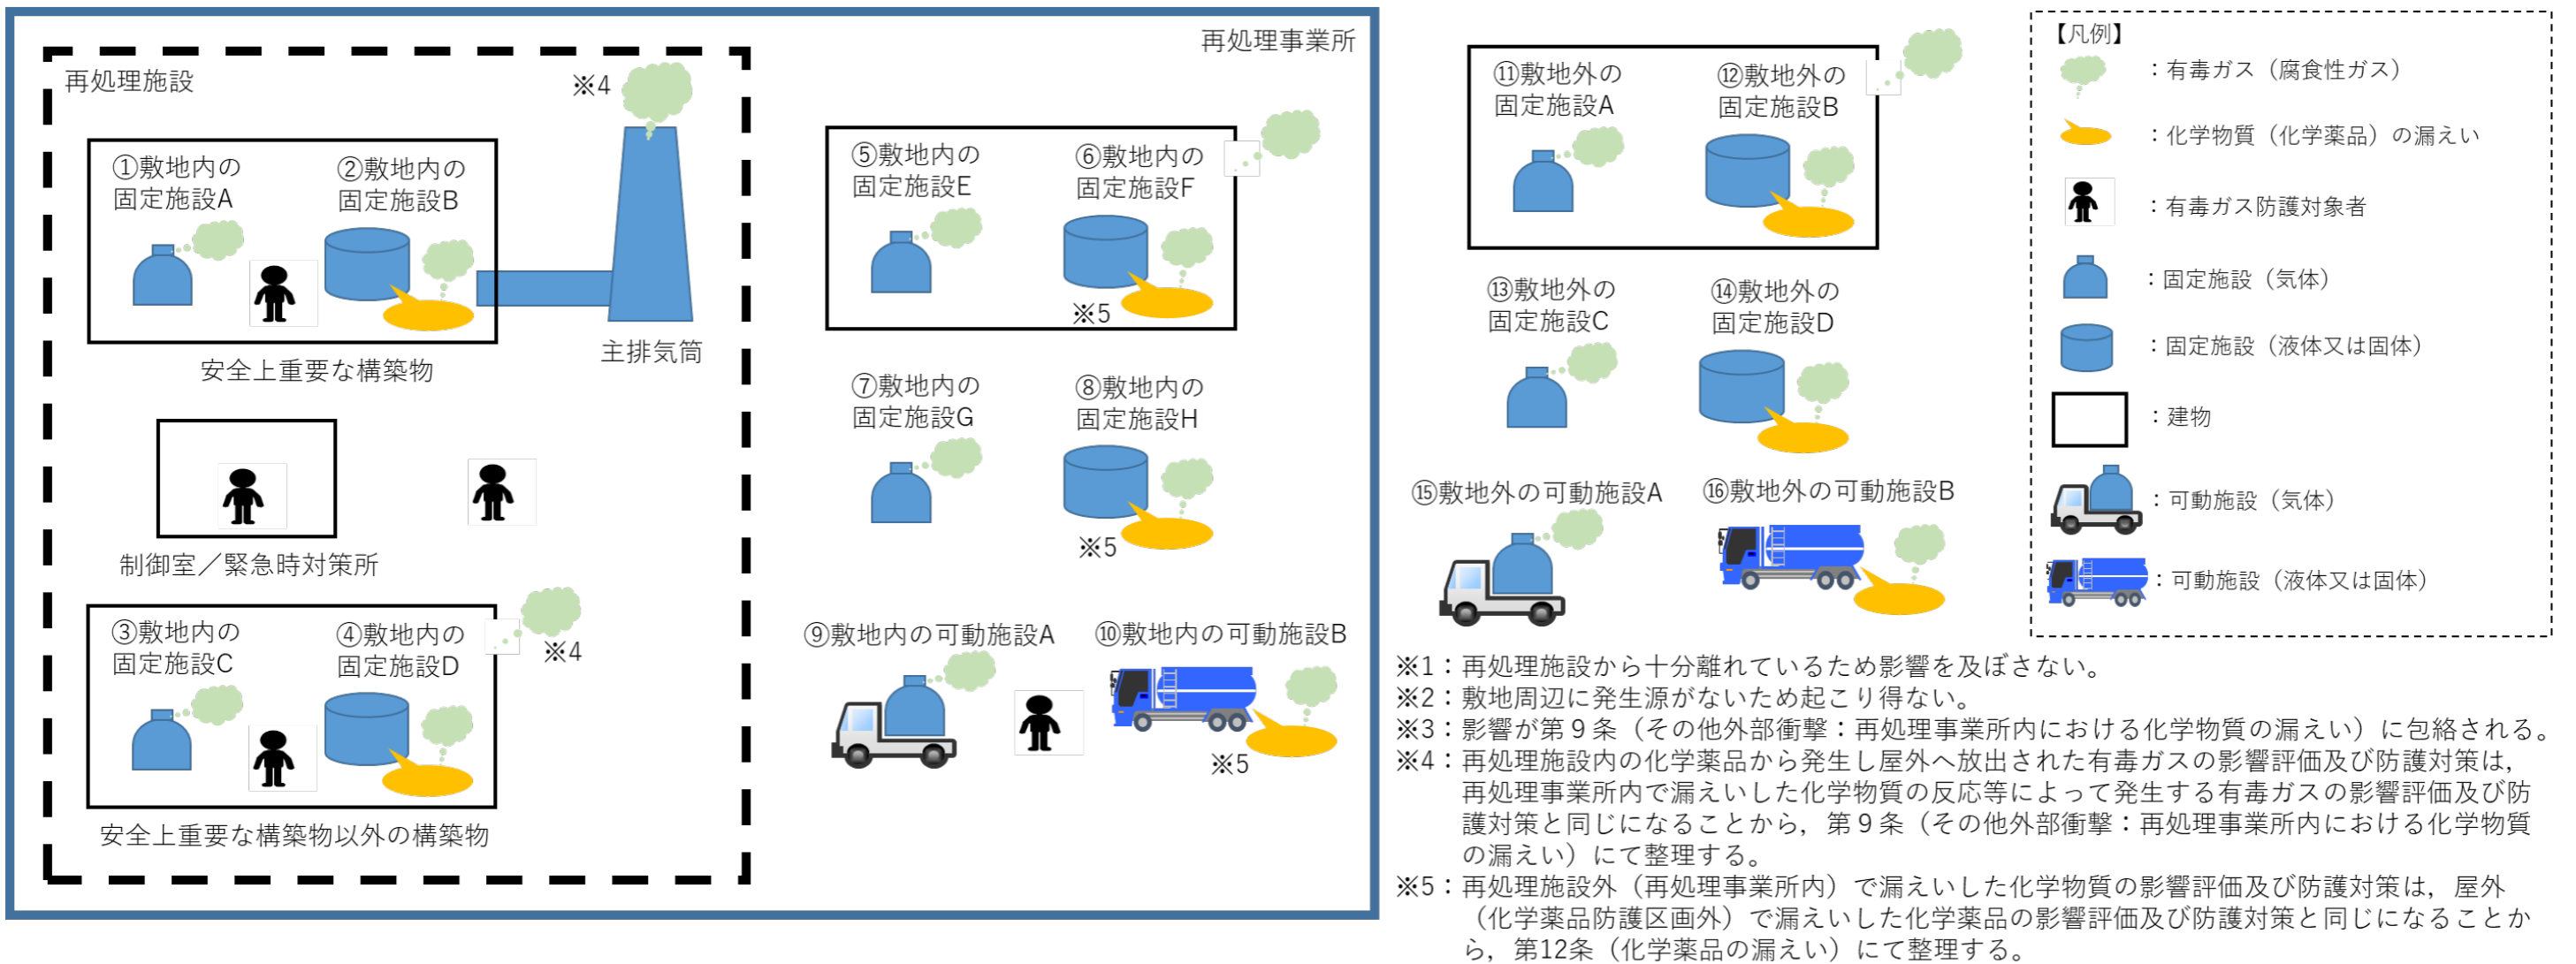 再処理事業所
再処理施設
※4
①敷地内の
固定施設A
②敷地内の
固定施設B
主排気筒
安全上重要な構築物
制御室／緊急時対策所
③敷地内の
固定施設C
④敷地内の
固定施設D
※4
安全上重要な構築物以外の構築物
⑤敷地内の
固定施設E
⑥敷地内の
固定施設F
※5
⑦敷地内の
固定施設G
⑧敷地内の
固定施設H
※5
⑨敷地内の可動施設A
⑩敷地内の可動施設B
※5
⑪敷地外の
固定施設A
⑫敷地外の
固定施設B
⑬敷地外の
固定施設C
⑭敷地外の
固定施設D
⑮敷地外の可動施設A
⑯敷地外の可動施設B
【凡例】
：有毒ガス（腐食性ガス）
：化学物質（化学薬品）の漏えい
：有毒ガス防護対象者
：固定施設（気体）
：固定施設（液体又は固体）
：建物
：可動施設（気体）
：可動施設（液体又は固体）
※1：再処理施設から十分離れているため影響を及ぼさない。
※2：敷地周辺に発生源がないため起こり得ない。
※3：影響が第９条（その他外部衝撃：再処理事業所内における化学物質の漏えい）に包絡される。
※4：再処理施設内の化学薬品から発生し屋外へ放出された有毒ガスの影響評価及び防護対策は，
再処理事業所内で漏えいした化学物質の反応等によって発生する有毒ガスの影響評価及び防
護対策と同じになることから，第９条（その他外部衝撃：再処理事業所内における化学物質
の漏えい）にて整理する。
※5：再処理施設外（再処理事業所内）で漏えいした化学物質の影響評価及び防護対策は，屋外
（化学薬品防護区画外）で漏えいした化学薬品の影響評価及び防護対策と同じになることか
ら，第12条（化学薬品の漏えい）にて整理する。